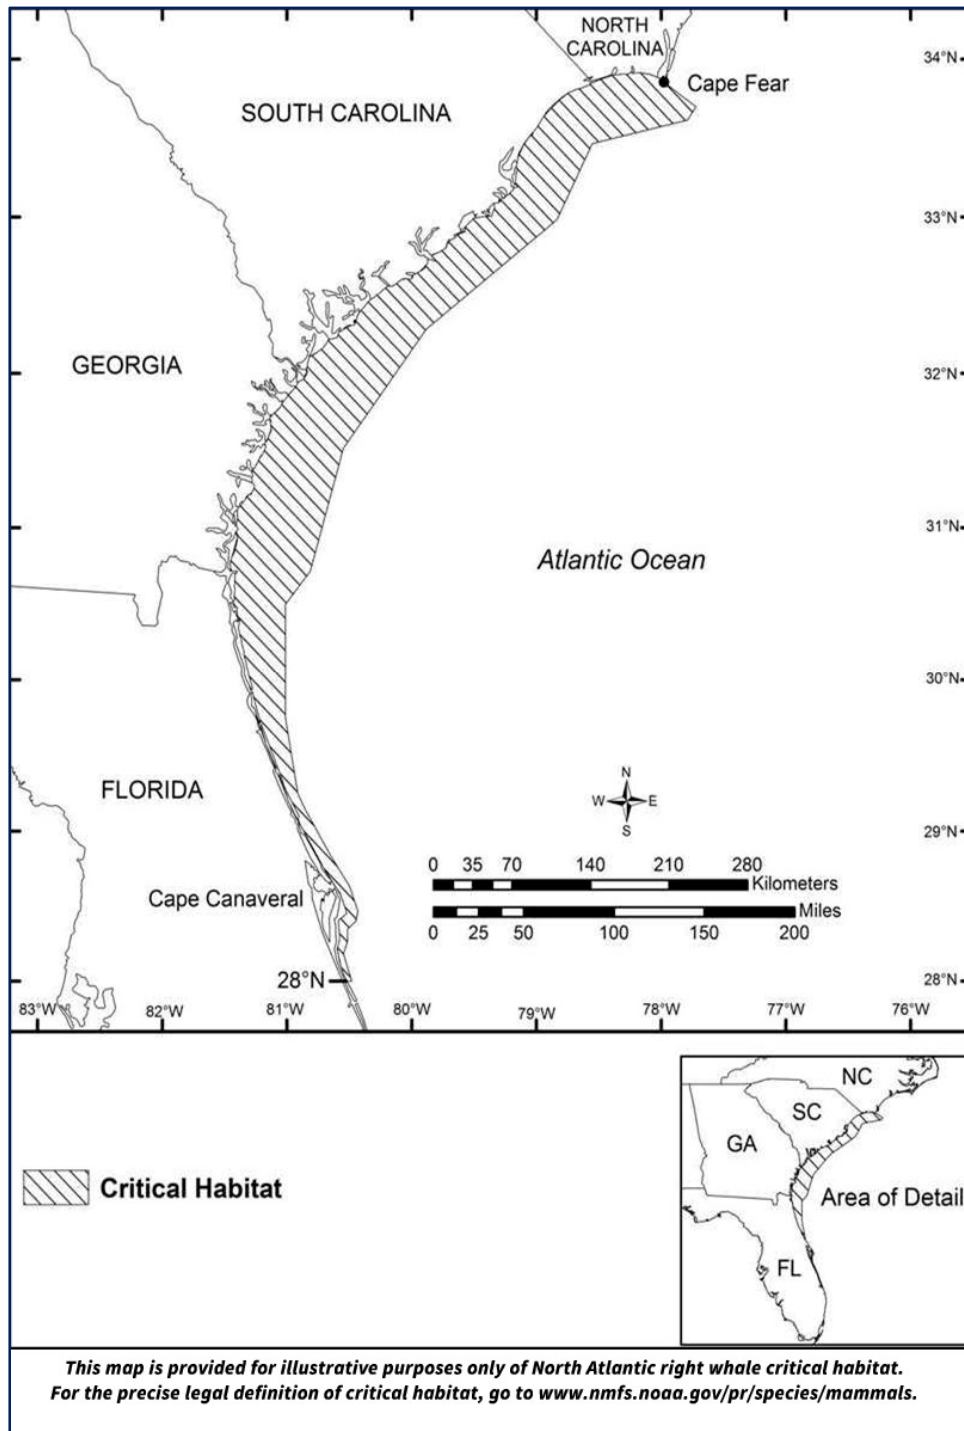 NORTH
CAROLINA
34°N
Cape Fear
SOUTH CAROLINA
33°N
GEORGIA
32°N
31°N
Atlantic Ocean
30°N
FLORIDA
N
W E
S
29°N
0 35 70 140 210 280
Kilometers
Cape Canaveral
Miles
0 25 50 100 150 200
28°N
28°N
83°W 82°W 81°W 80°W 79°W 78°W 77°W 76°W
NC
SC
GA
Critical Habitat
Area of Detail
FL
This map is provided for illustrative purposes only of North Atlantic right whale critical habitat.
For the precise legal definition of critical habitat, go to www.nmfs.noaa.gov/pr/species/mammals.